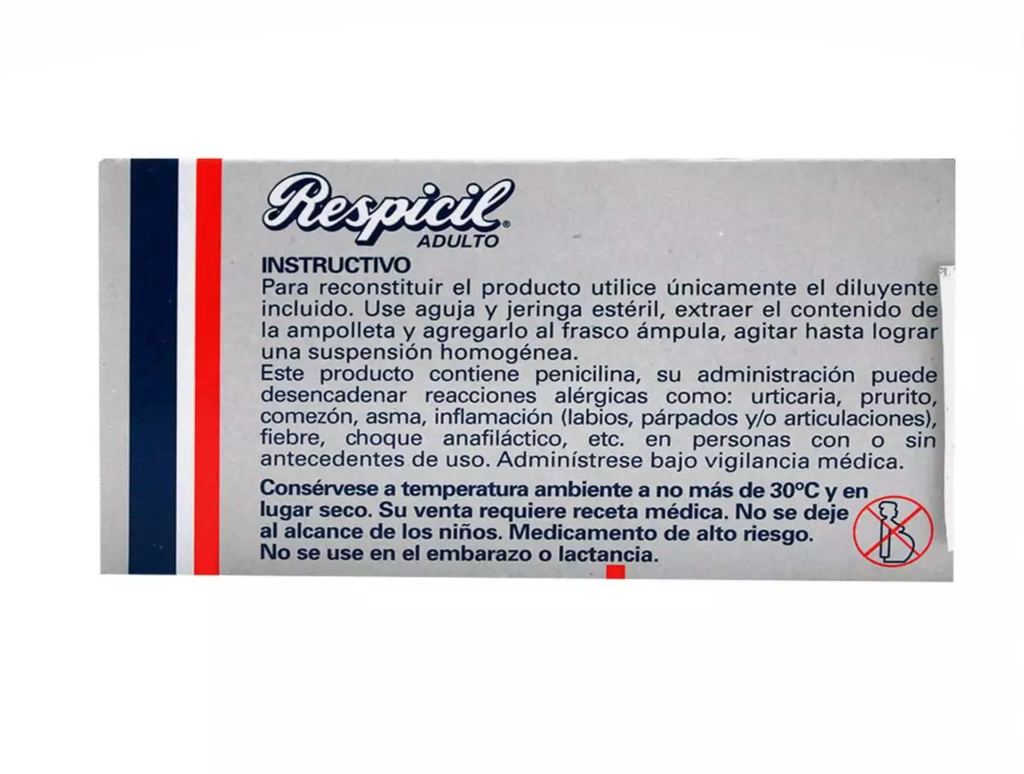 Respicil®
ADULTO
INSTRUCTIVO
Para reconstituir el producto utilice únicamente el diluyente
incluido. Use aguja y jeringa estéril, extraer el contenido de
la ampolleta y agregarlo al frasco ámpula, agitar hasta lograr
una suspensión homogénea.
Este producto contiene penicilina, su administración puede
desencadenar reacciones alérgicas como: urticaria, prurito,
comezón, asma, inflamación (labios, párpados y/o articulaciones),
fiebre, choque anafiláctico, etc. en personas con o sin
antecedentes de uso. Adminístrese bajo vigilancia médica.
Consérvese a temperatura ambiente a no más de 30ºC y en
lugar seco. Su venta requiere receta médica. No se deje
al alcance de los niños. Medicamento de alto riesgo.
No se use en el embarazo o lactancia.